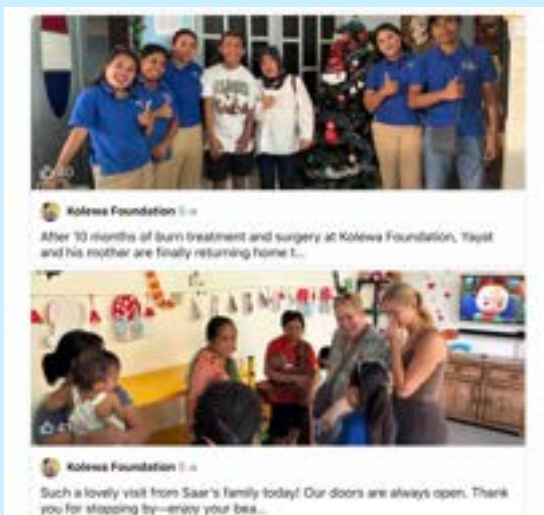 Kolewa Foundation
After 10 months of burn treatment and surgery at Kolewa Foundation, Yayat
and his mother are finally returning home t...
Kolewa Foundation
Such a lovely visit from Saar's family today! Our doors are always open. Thank
you for stopping by—enjoy your bea...